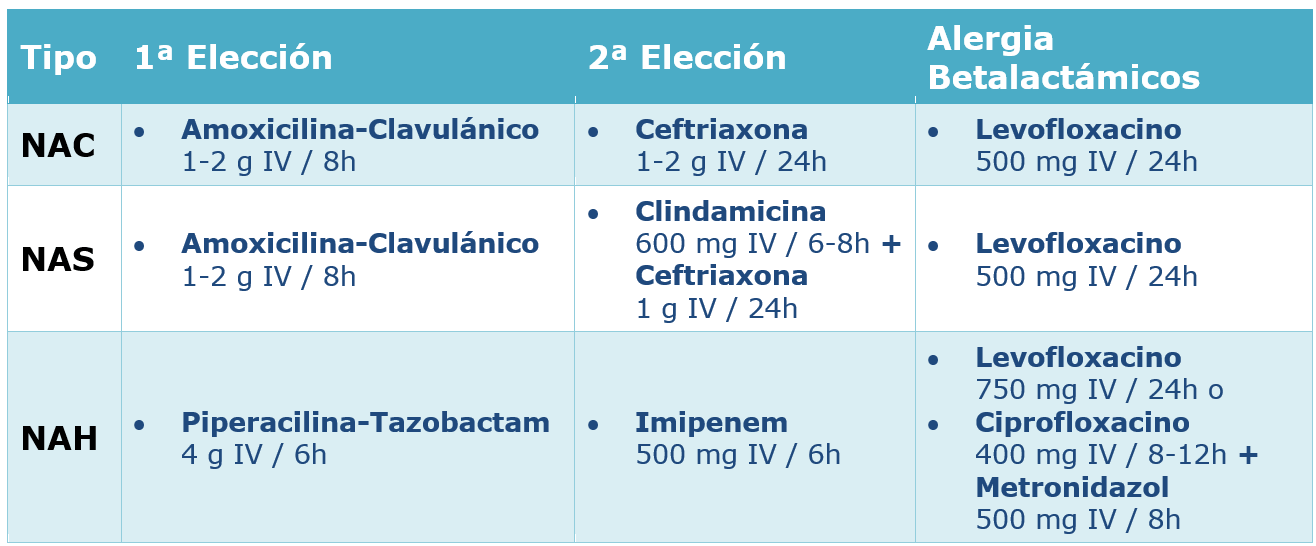 Tipo 1ª Elección 2ª Elección Alergia
Betalactámicos
NAC
• Amoxicilina-Clavulánico
1-2 g IV / 8h
• Ceftriaxona
1-2 g IV / 24h
• Levofloxacino
500 mg IV / 24h
NAS
• Amoxicilina-Clavulánico
1-2 g IV / 8h
• Clindamicina
600 mg IV / 6-8h +
Ceftriaxona
1 g IV / 24h
• Levofloxacino
500 mg IV / 24h
NAH
• Piperacilina-Tazobactam
4 g IV / 6h
• Imipenem
500 mg IV / 6h
• Levofloxacino
750 mg IV / 24h o
• Ciprofloxacino
400 mg IV / 8-12h +
Metronidazol
500 mg IV / 8h